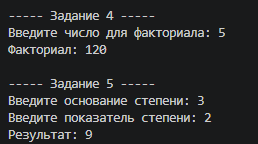 ----- Задание 4 -----
Введите число для факториала: 5
Факториал: 120
----- Задание 5 -----
Введите основание степени: 3
Введите показатель степени: 2
Результат: 9